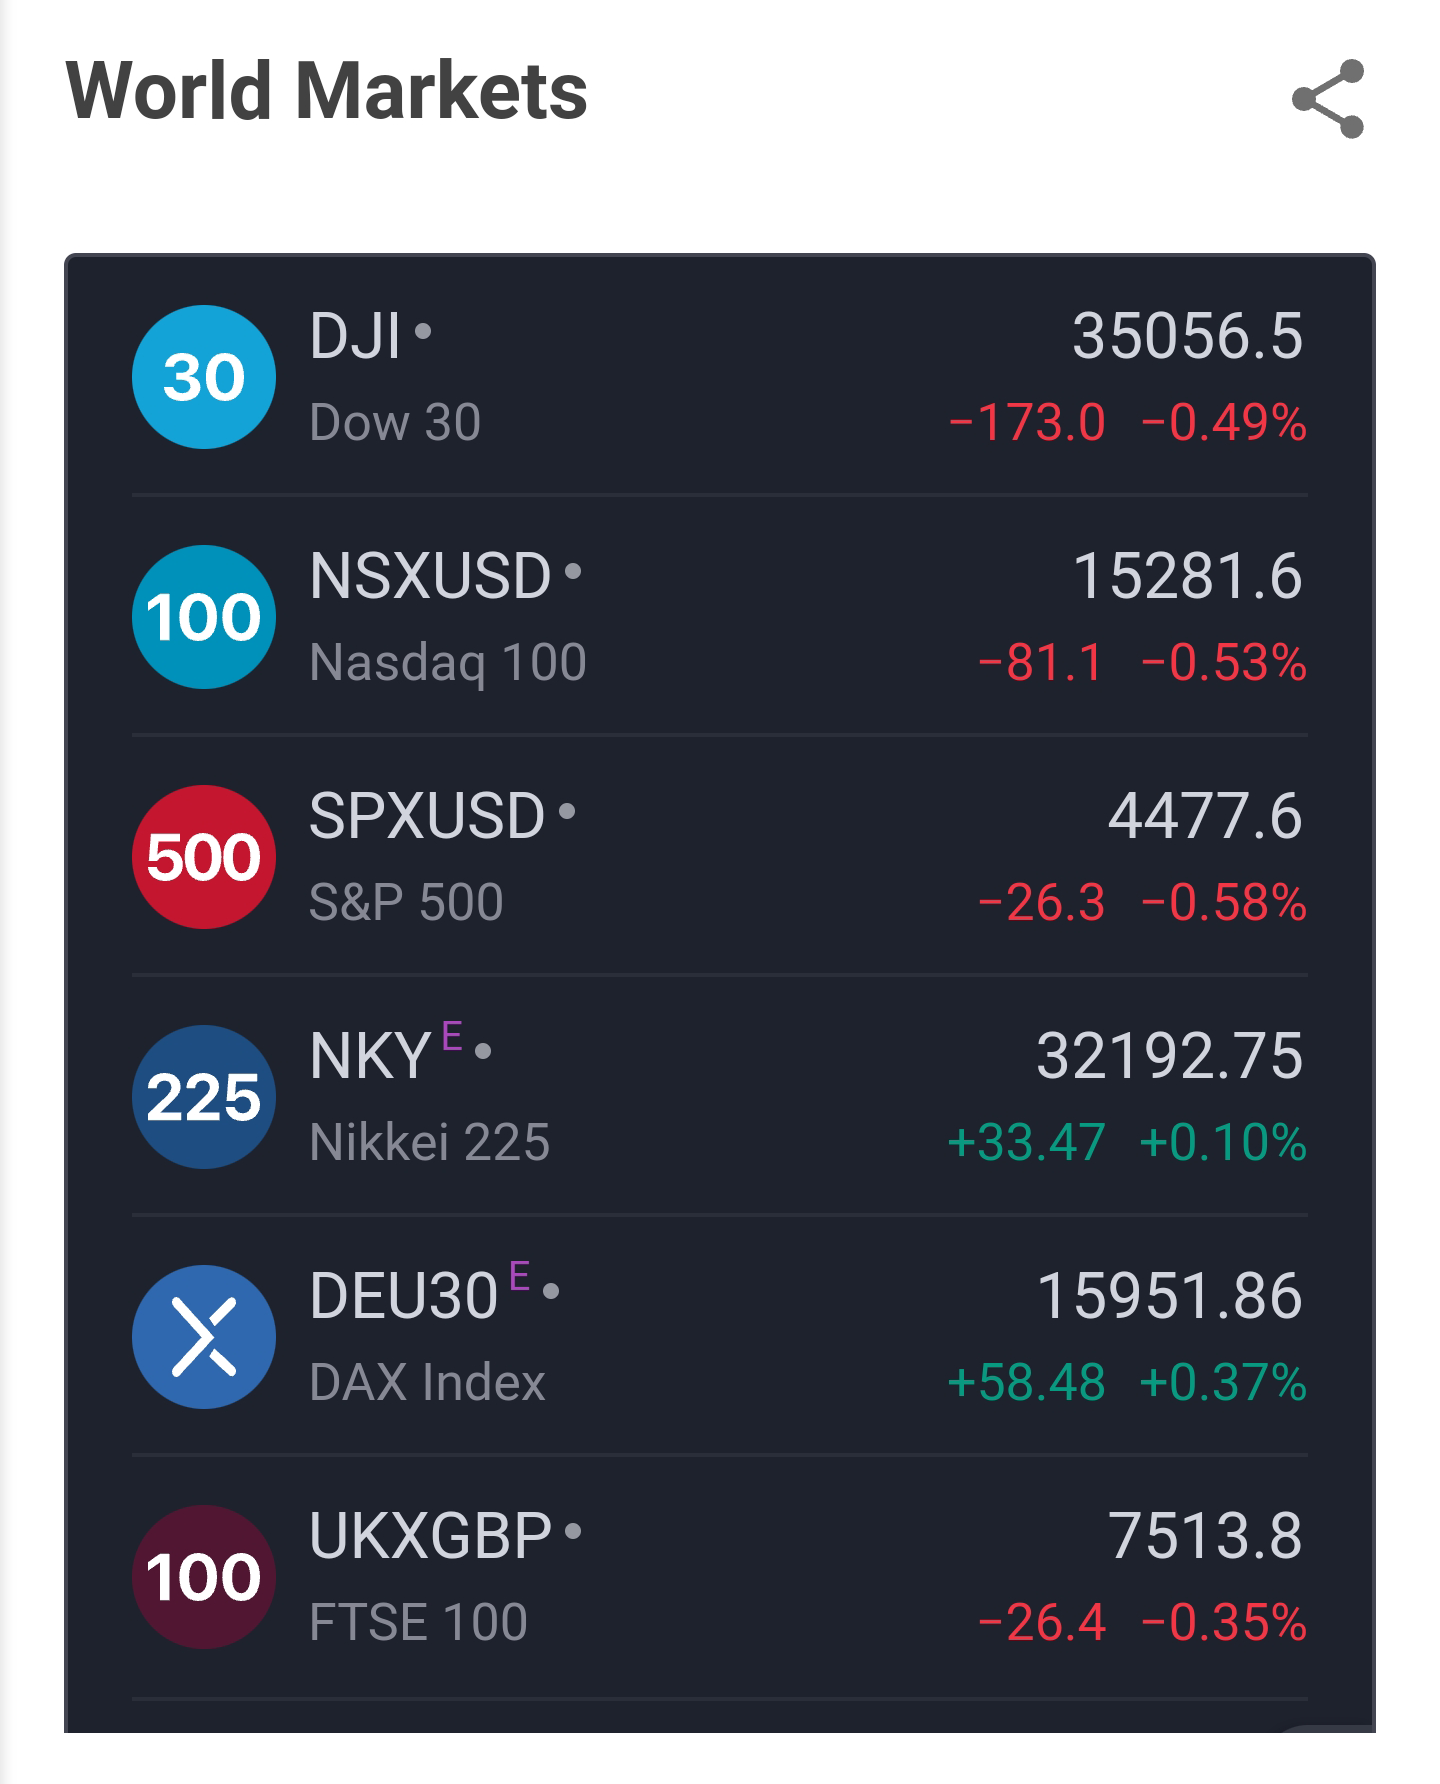 World Markets
30 DJI • 35056.5
Dow 30 −173.0 −0.49%
100 NSXUSD • 15281.6
Nasdaq 100 −81.1 −0.53%
500 SPXUSD • 4477.6
S&P 500 −26.3 −0.58%
225 NKY E • 32192.75
Nikkei 225 +33.47 +0.10%
DEU30 E • 15951.86
DAX Index +58.48 +0.37%
100 UKXGBP • 7513.8
FTSE 100 −26.4 −0.35%